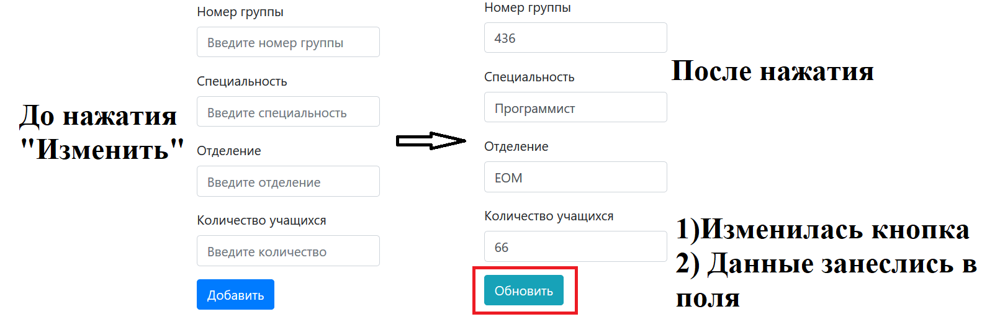 До нажатия
"Изменить"
Номер группы
Введите номер группы
Специальность
Введите специальность
Отделение
Введите отделение
Количество учащихся
Введите количество
Добавить
Номер группы
436
Специальность
Программист
Отделение
ЕОМ
Количество учащихся
66
Обновить
После нажатия
1)Изменилась кнопка
2) Данные занеслись в
поля